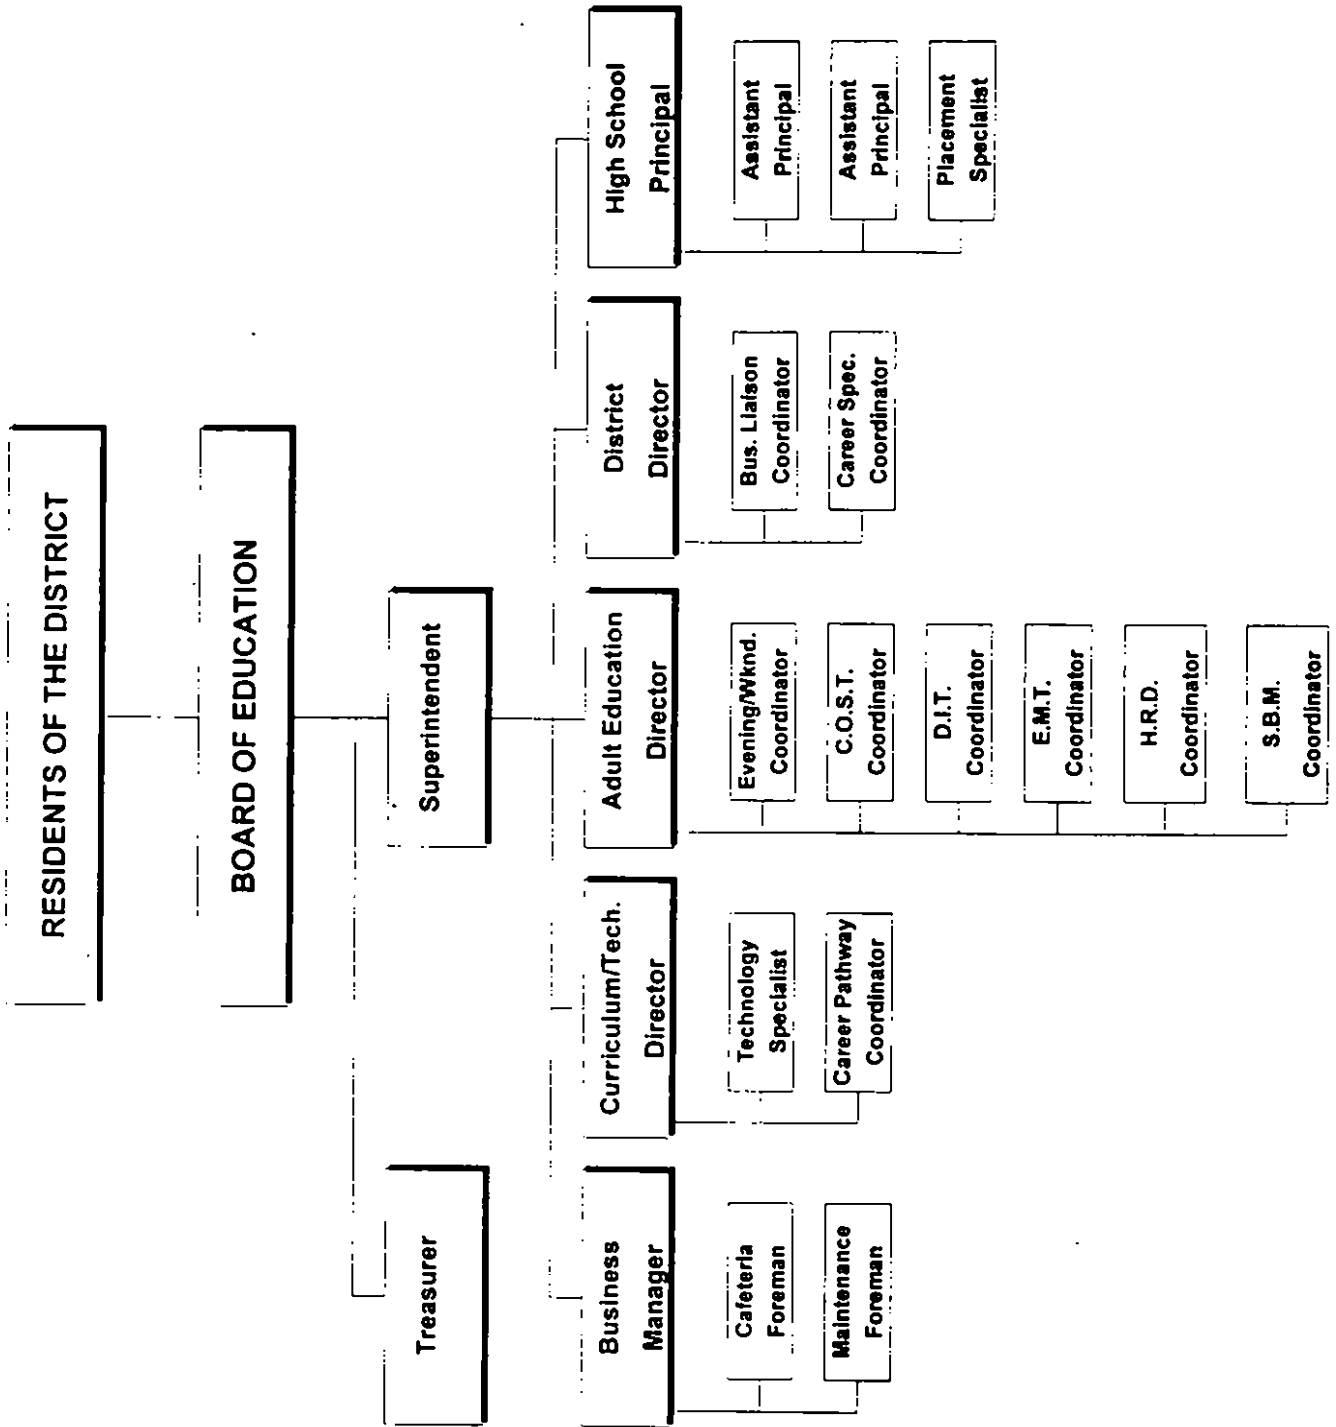 RESIDENTS OF THE DISTRICT
BOARD OF EDUCATION
Treasurer
Superintendent
Business
Manager
Curriculum/Tech.
Director
Adult Education
Director
District
Director
High School
Principal
Cafeteria
Foreman
Maintenance
Foreman
Technology
Specialist
Career Pathway
Coordinator
Evening/Wknd.
Coordinator
C.O.S.T.
Coordinator
D.I.T.
Coordinator
E.M.T.
Coordinator
H.R.D.
Coordinator
S.B.M.
Coordinator
Bus. Liaison
Coordinator
Career Spec.
Coordinator
Assistant
Principal
Assistant
Principal
Placement
Specialist